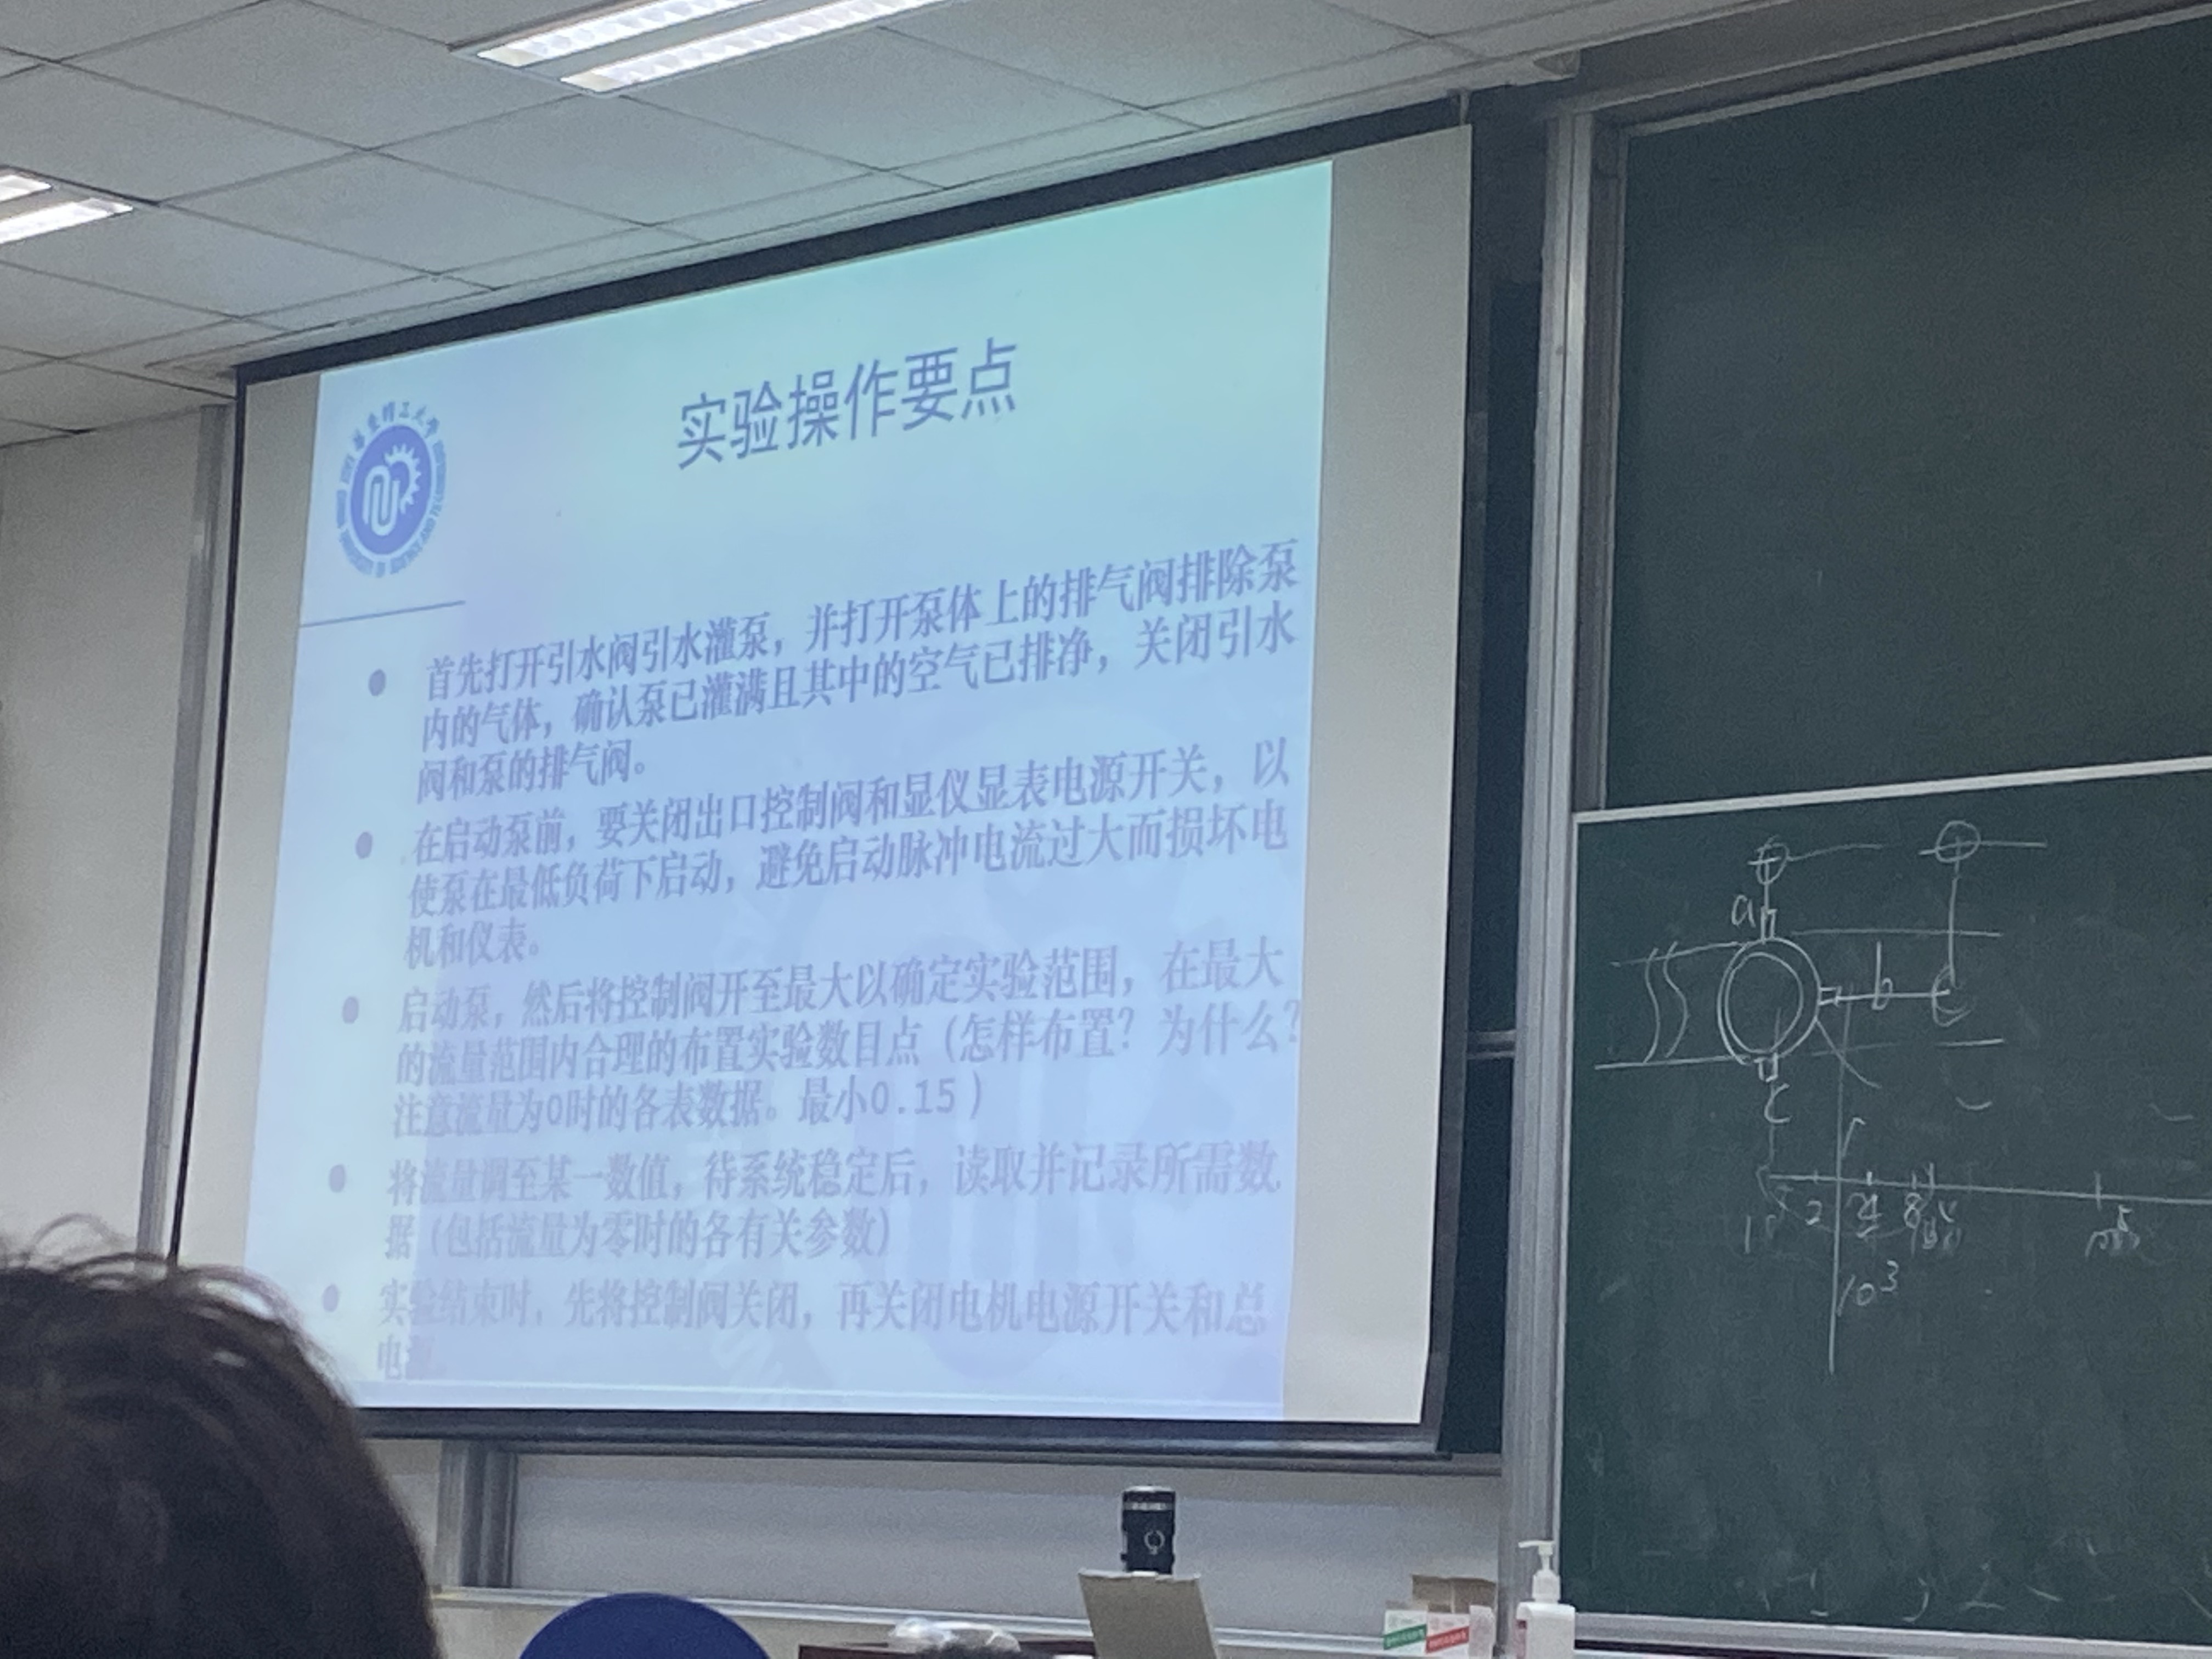 实验操作要点
华东理工大学
首先打开引水阀引水灌泵，并打开泵体上的排气阀排除泵
内的气体，确认泵已灌满且其中的空气已排净，关闭引水
阀和泵的排气阀。
在启动泵前，要关闭出口控制阀和显仪显表电源开关，以
使泵在最低负荷下启动，避免启动脉冲电流过大而损坏电
机和仪表。
启动泵，然后将控制阀开至最大以确定实验范围，在最大
的流量范围内合理的布置实验数目点（怎样布置？为什么？
注意流量为0时的各表数据。最小0.15）
将流量调至某一数值，待系统稳定后，读取并记录所需数
据（包括流量为零时的各有关参数）
实验结束时，先将控制阀关闭，再关闭电机电源开关和总
电源
a
b
c
2 4 8
10³